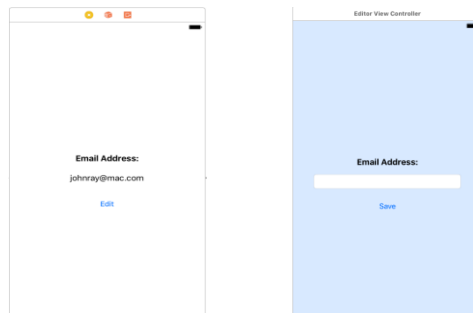 Email Address:
johnray@mac.com
Edit
Editor View Controller
Email Address:
Save